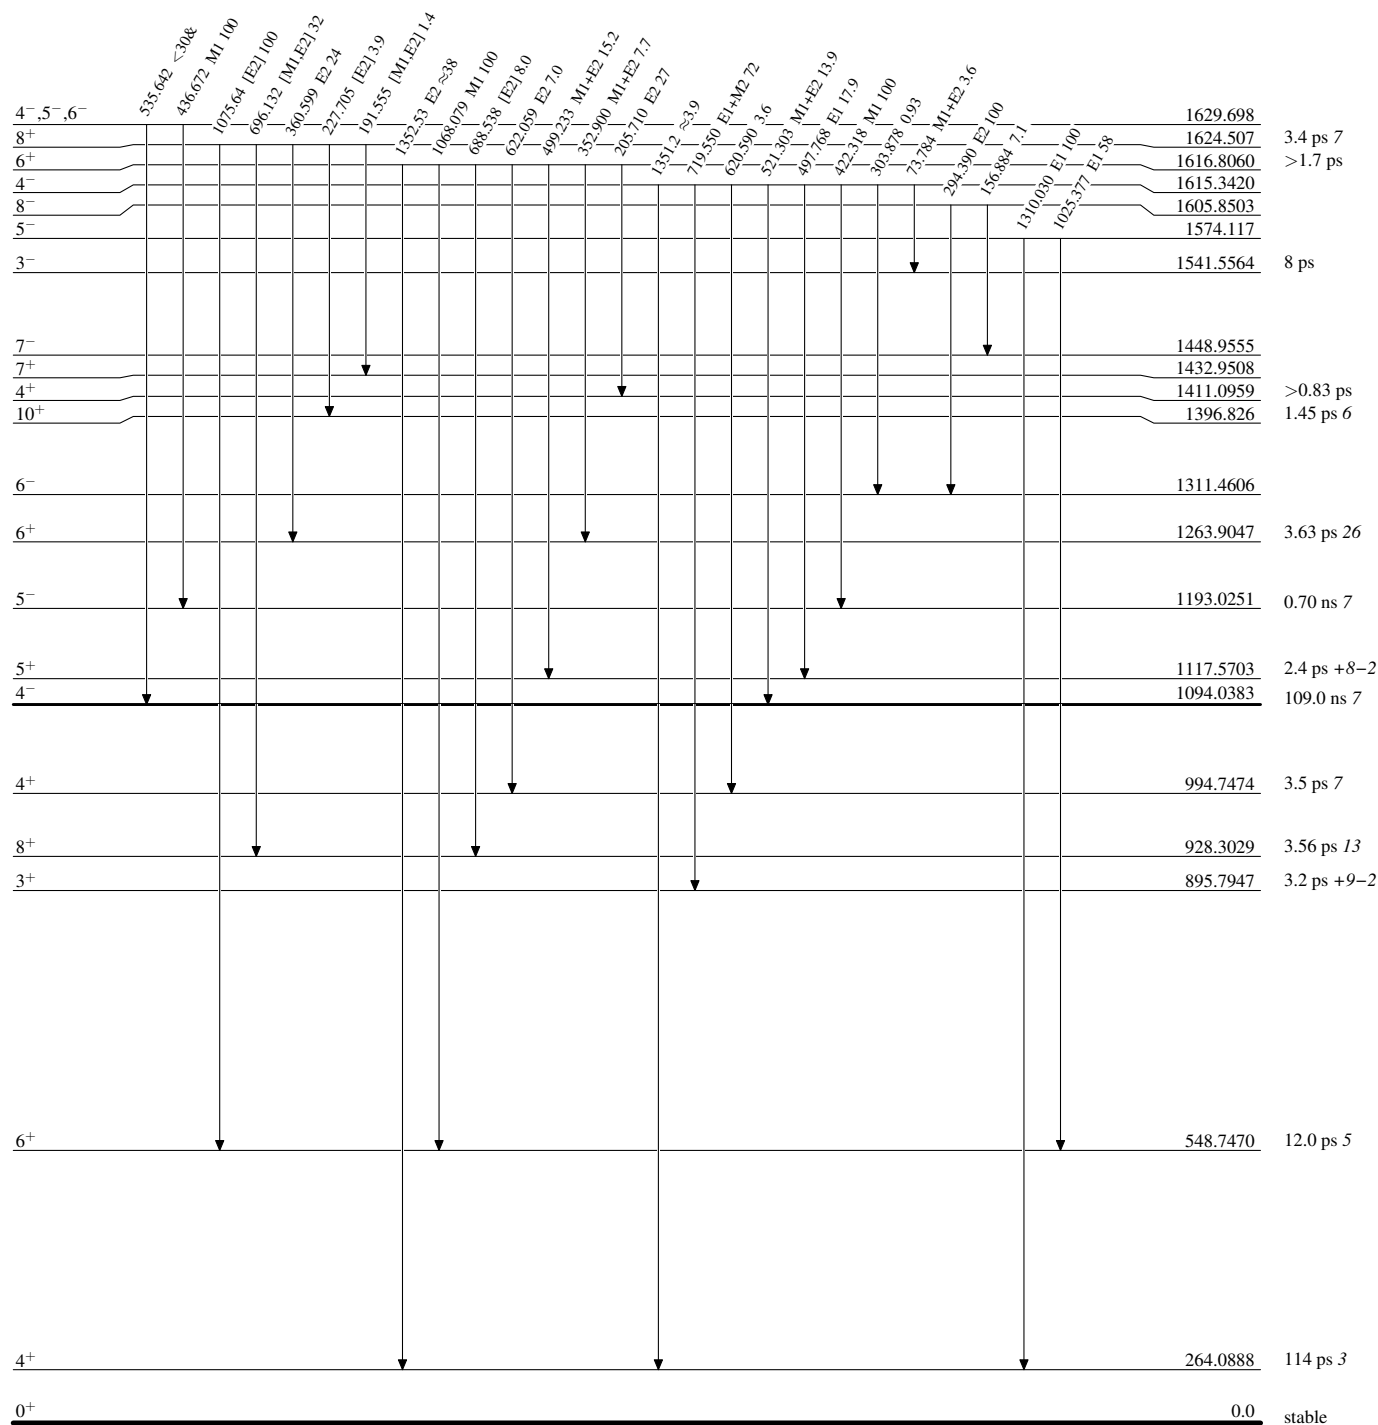 535.642 <30&
436.672 M1 100
1075.64 [E2] 100
696.132 [M1,E2] 32
360.599 E2 24
227.705 [E2] 3.9
191.555 [M1,E2] 1.4
1352.53 E2 ≈38
1068.079 M1 100
688.538 [E2] 8.0
622.059 E2 7.0
499.233 M1+E2 15.2
352.900 M1+E2 7.7
205.710 E2 27
1351.2 ≈3.9
719.550 E1+M2 72
620.590 3.6
521.303 M1+E2 13.9
497.768 E1 17.9
422.318 M1 100
303.878 0.93
73.784 M1+E2 3.6
294.390 E2 100
156.884 7.1
1310.030 E1 100
1025.377 E1 58
4⁻,5⁻,6⁻ 1629.698
8⁺ 1624.507 3.4 ps 7
6⁺ 1616.8060 >1.7 ps
4⁻ 1615.3420
8⁻ 1605.8503
5⁻ 1574.117
3⁻ 1541.5564 8 ps
7⁻ 1448.9555
7⁺ 1432.9508
4⁺ 1411.0959 >0.83 ps
10⁺ 1396.826 1.45 ps 6
6⁻ 1311.4606
6⁺ 1263.9047 3.63 ps 26
5⁻ 1193.0251 0.70 ns 7
5⁺ 1117.5703 2.4 ps +8−2
4⁻ 1094.0383 109.0 ns 7
4⁺ 994.7474 3.5 ps 7
8⁺ 928.3029 3.56 ps 13
3⁺ 895.7947 3.2 ps +9−2
6⁺ 548.7470 12.0 ps 5
4⁺ 264.0888 114 ps 3
0⁺ 0.0 stable